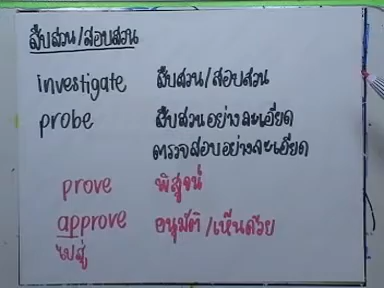 สืบสวน/สอบสวน
investigate สืบสวน/สอบสวน
probe สืบสวนอย่างละเอียด
ตรวจสอบอย่างละเอียด
prove พิสูจน์
approve อนุมัติ/เห็นด้วย
ไปสู่